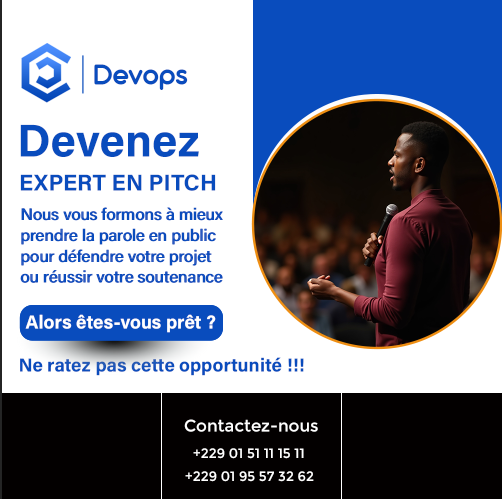 Devops
Devenez
EXPERT EN PITCH
Nous vous formons à mieux
prendre la parole en public
pour défendre votre projet
ou réussir votre soutenance
Alors êtes-vous prêt ?
Ne ratez pas cette opportunité !!!
Contactez-nous
+229 01 51 11 15 11
+229 01 95 57 32 62